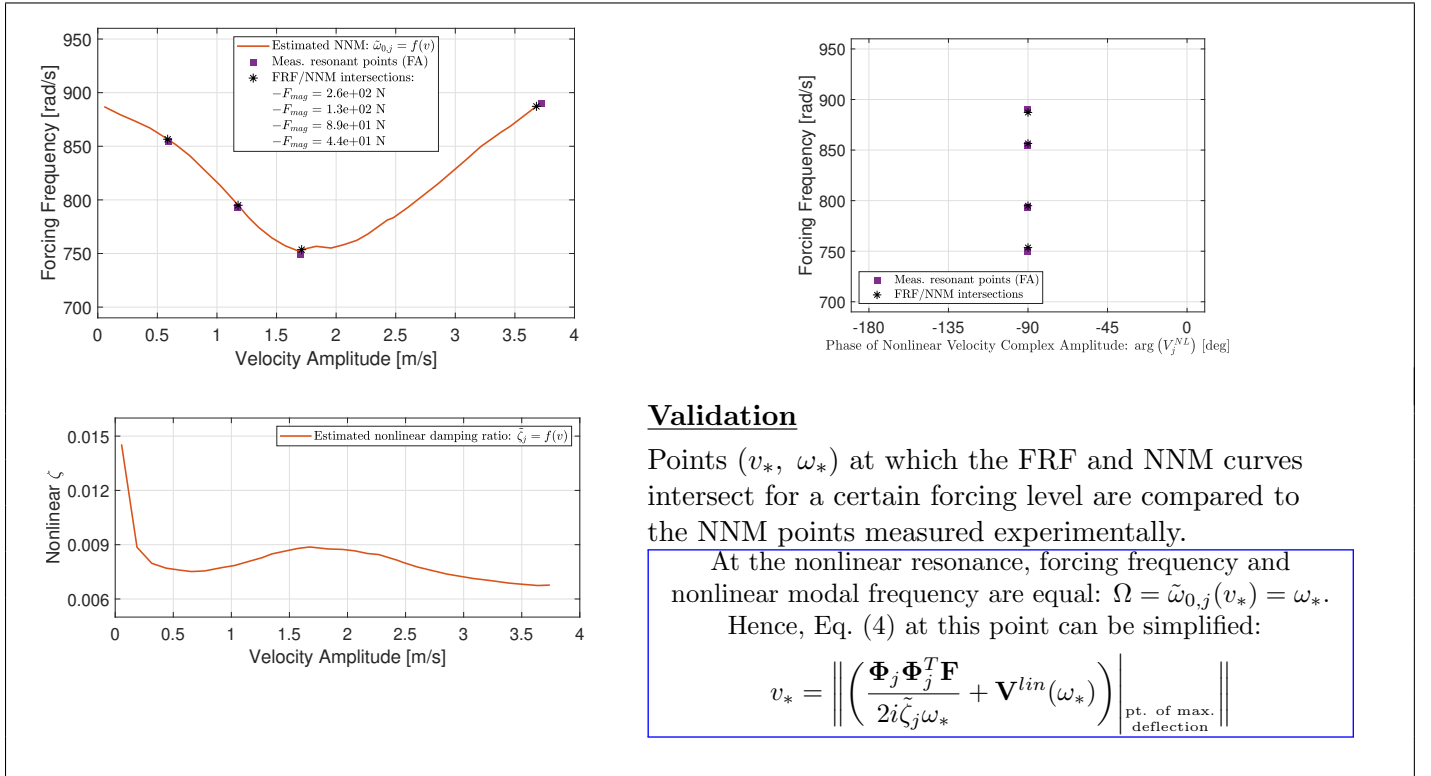 950
900
850
800
750
700
Forcing Frequency [rad/s]
Estimated NNM: ω̃₀,ⱼ = f(v)
Meas. resonant points (FA)
FRF/NNM intersections:
−F_mag = 2.6e+02 N
−F_mag = 1.3e+02 N
−F_mag = 8.9e+01 N
−F_mag = 4.4e+01 N
0 0.5 1 1.5 2 2.5 3 3.5 4
Velocity Amplitude [m/s]
950
900
850
800
750
700
Forcing Frequency [rad/s]
Meas. resonant points (FA)
FRF/NNM intersections
-180 -135 -90 -45 0
Phase of Nonlinear Velocity Complex Amplitude: arg (V_j^{NL}) [deg]
0.015
0.012
0.009
0.006
Nonlinear ζ
Estimated nonlinear damping ratio: ζ̃ⱼ = f(v)
0 0.5 1 1.5 2 2.5 3 3.5 4
Velocity Amplitude [m/s]
Validation
Points (v∗, ω∗) at which the FRF and NNM curves
intersect for a certain forcing level are compared to
the NNM points measured experimentally.
At the nonlinear resonance, forcing frequency and
nonlinear modal frequency are equal: Ω = ω̃₀,ⱼ(v∗) = ω∗.
Hence, Eq. (4) at this point can be simplified:
v∗ = ‖(Φⱼ Φⱼᵀ F / 2iζ̃ⱼω∗ + V^{lin}(ω∗))|pt. of max. deflection‖